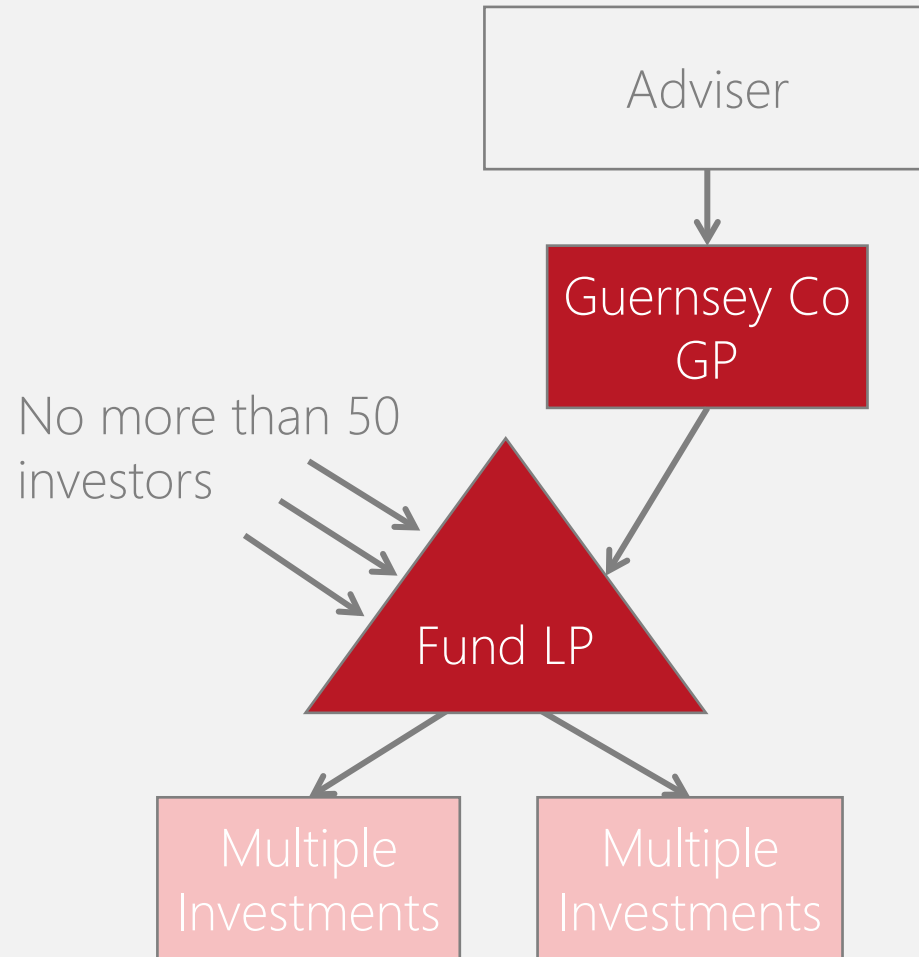 Adviser
Guernsey Co
GP
No more than 50
investors
Fund LP
Multiple
Investments
Multiple
Investments